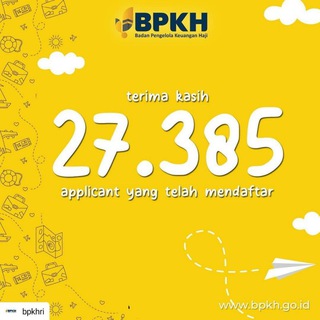 BPKH
Badan Pengelola Keuangan Haji
terima kasih
27.385
applicant yang telah mendaftar
www.bpkh.go.id
bpkhri